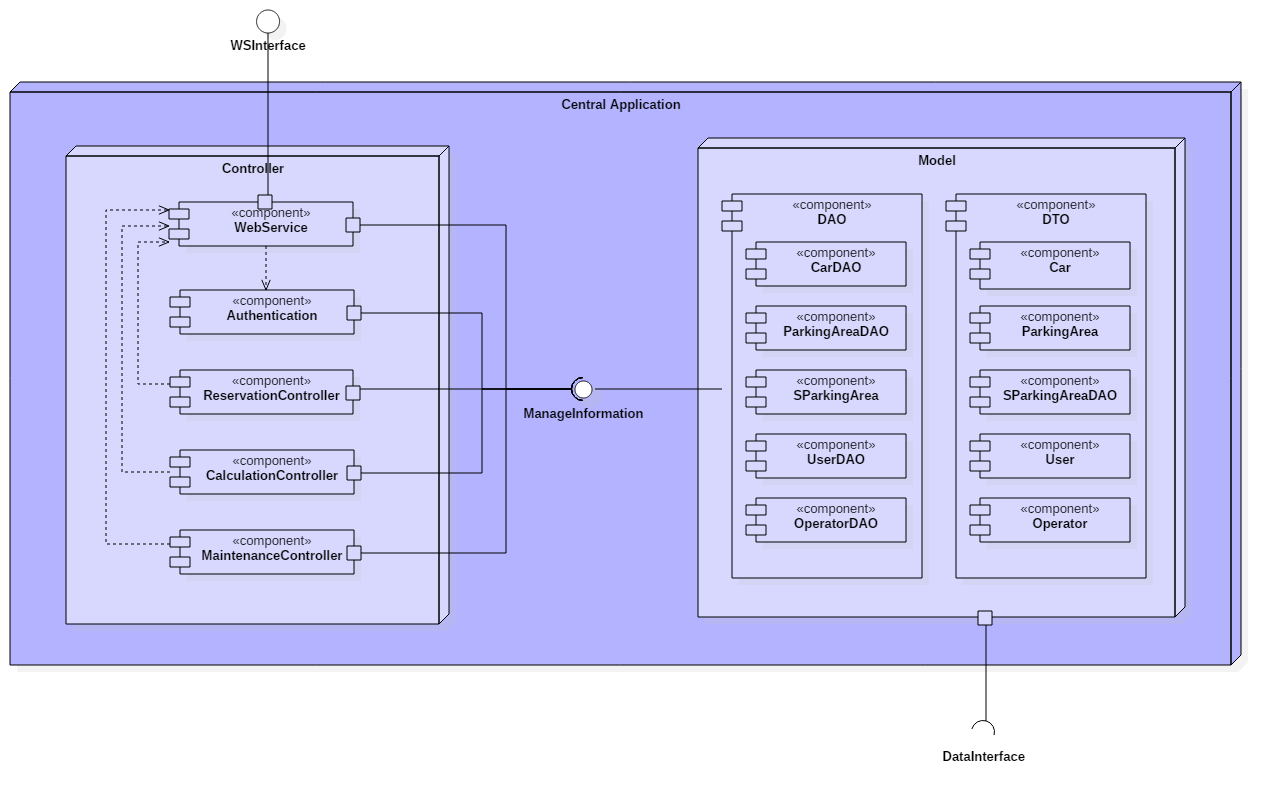 WSInterface
Central Application
Controller
«component»
WebService
«component»
Authentication
«component»
ReservationController
«component»
CalculationController
«component»
MaintenanceController
ManageInformation
Model
«component»
DAO
«component»
CarDAO
«component»
ParkingAreaDAO
«component»
SParkingArea
«component»
UserDAO
«component»
OperatorDAO
«component»
DTO
«component»
Car
«component»
ParkingArea
«component»
SParkingAreaDAO
«component»
User
«component»
Operator
DataInterface